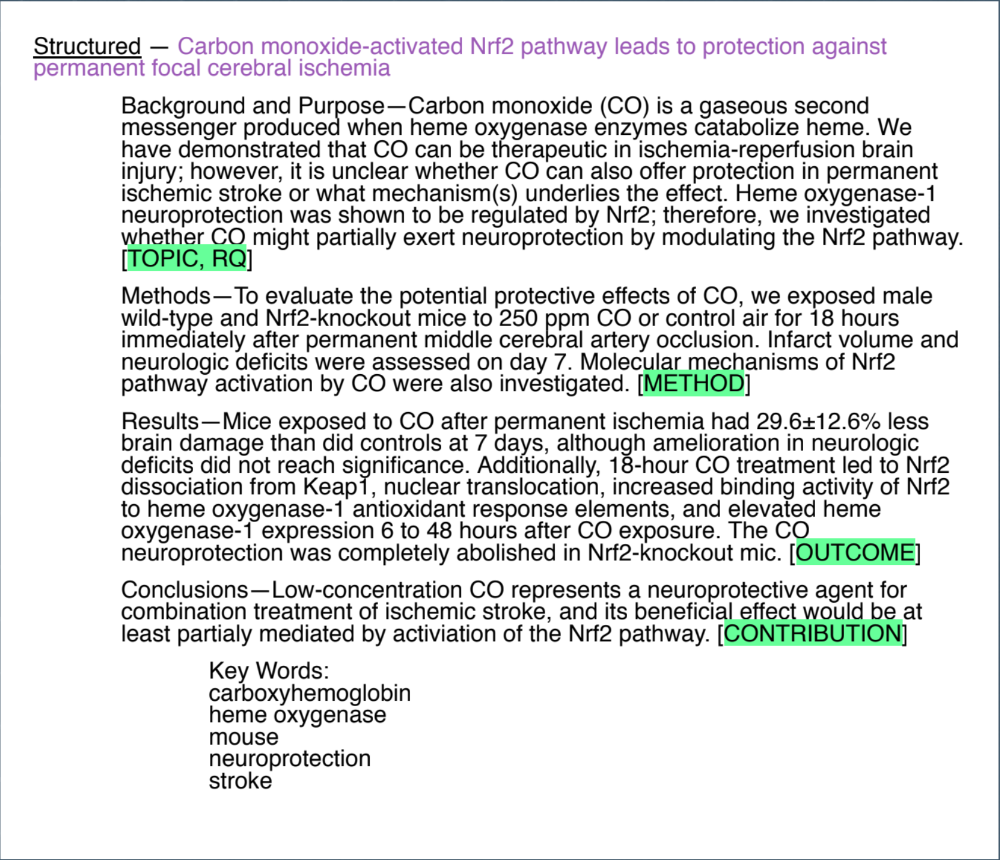 Structured — Carbon monoxide-activated Nrf2 pathway leads to protection against
permanent focal cerebral ischemia
Background and Purpose—Carbon monoxide (CO) is a gaseous second
messenger produced when heme oxygenase enzymes catabolize heme. We
have demonstrated that CO can be therapeutic in ischemia-reperfusion brain
injury; however, it is unclear whether CO can also offer protection in permanent
ischemic stroke or what mechanism(s) underlies the effect. Heme oxygenase-1
neuroprotection was shown to be regulated by Nrf2; therefore, we investigated
whether CO might partially exert neuroprotection by modulating the Nrf2 pathway.
[TOPIC, RQ]
Methods—To evaluate the potential protective effects of CO, we exposed male
wild-type and Nrf2-knockout mice to 250 ppm CO or control air for 18 hours
immediately after permanent middle cerebral artery occlusion. Infarct volume and
neurologic deficits were assessed on day 7. Molecular mechanisms of Nrf2
pathway activation by CO were also investigated. [METHOD]
Results—Mice exposed to CO after permanent ischemia had 29.6±12.6% less
brain damage than did controls at 7 days, although amelioration in neurologic
deficits did not reach significance. Additionally, 18-hour CO treatment led to Nrf2
dissociation from Keap1, nuclear translocation, increased binding activity of Nrf2
to heme oxygenase-1 antioxidant response elements, and elevated heme
oxygenase-1 expression 6 to 48 hours after CO exposure. The CO
neuroprotection was completely abolished in Nrf2-knockout mic. [OUTCOME]
Conclusions—Low-concentration CO represents a neuroprotective agent for
combination treatment of ischemic stroke, and its beneficial effect would be at
least partialy mediated by activiation of the Nrf2 pathway. [CONTRIBUTION]
Key Words:
carboxyhemoglobin
heme oxygenase
mouse
neuroprotection
stroke